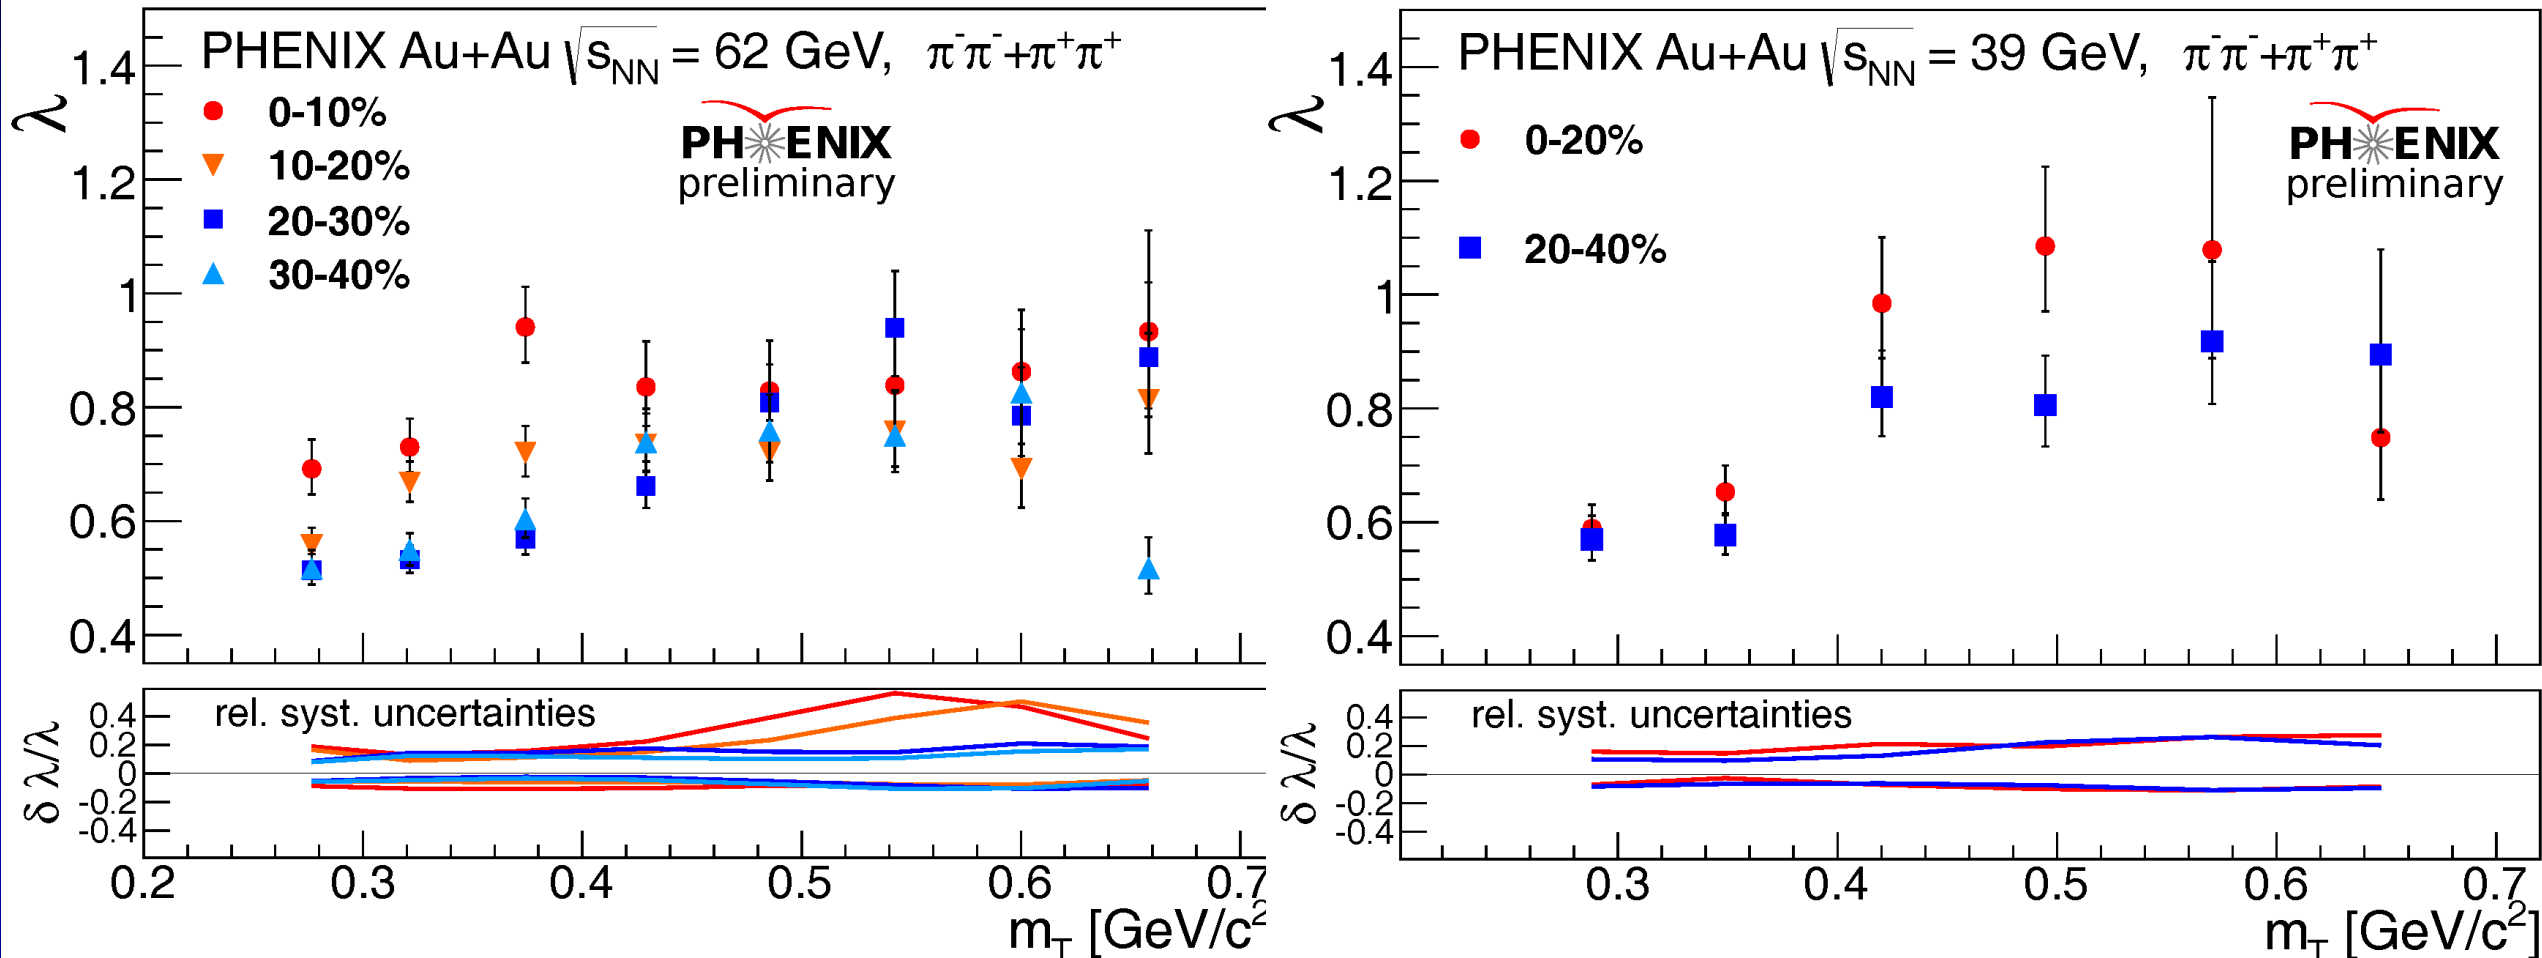 PHENIX Au+Au √sNN = 62 GeV, π⁻π⁻+π⁺π⁺
λ
1.4
1.2
1
0.8
0.6
0.4
0-10%
10-20%
20-30%
30-40%
PHENIX
preliminary
rel. syst. uncertainties
δ λ/λ
0.4
0.2
0
-0.2
-0.4
0.2 0.3 0.4 0.5 0.6 0.7
mT [GeV/c²
PHENIX Au+Au √sNN = 39 GeV, π⁻π⁻+π⁺π⁺
λ
1.4
1.2
1
0.8
0.6
0.4
0-20%
20-40%
PHENIX
preliminary
rel. syst. uncertainties
δ λ/λ
0.4
0.2
0
-0.2
-0.4
0.3 0.4 0.5 0.6 0.7
mT [GeV/c²]